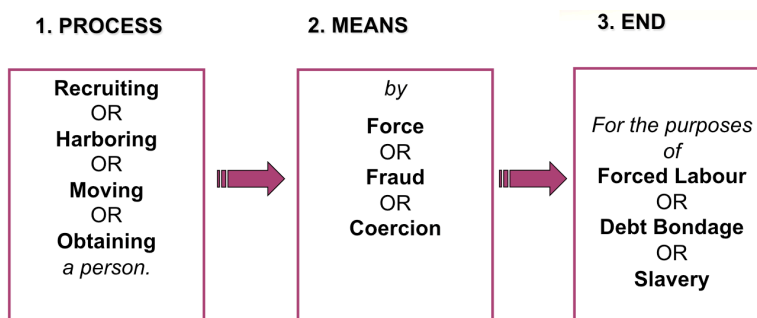 1. PROCESS
2. MEANS
3. END
Recruiting
OR
Harboring
OR
Moving
OR
Obtaining
a person.
by
Force
OR
Fraud
OR
Coercion
For the purposes
of
Forced Labour
OR
Debt Bondage
OR
Slavery